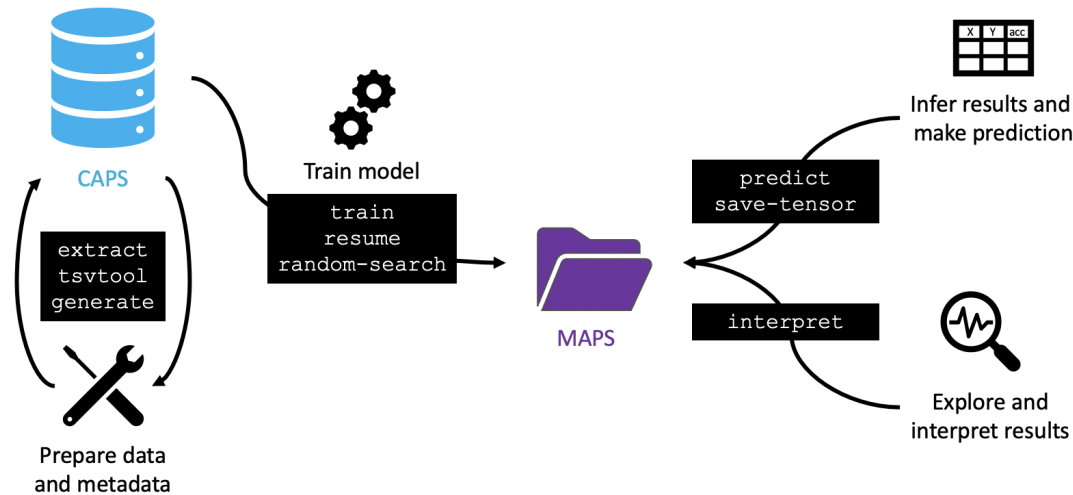 CAPS
extract
tsvtool
generate
Prepare data
and metadata
Train model
train
resume
random-search
MAPS
X Y acc
Infer results and
make prediction
predict
save-tensor
interpret
Explore and
interpret results